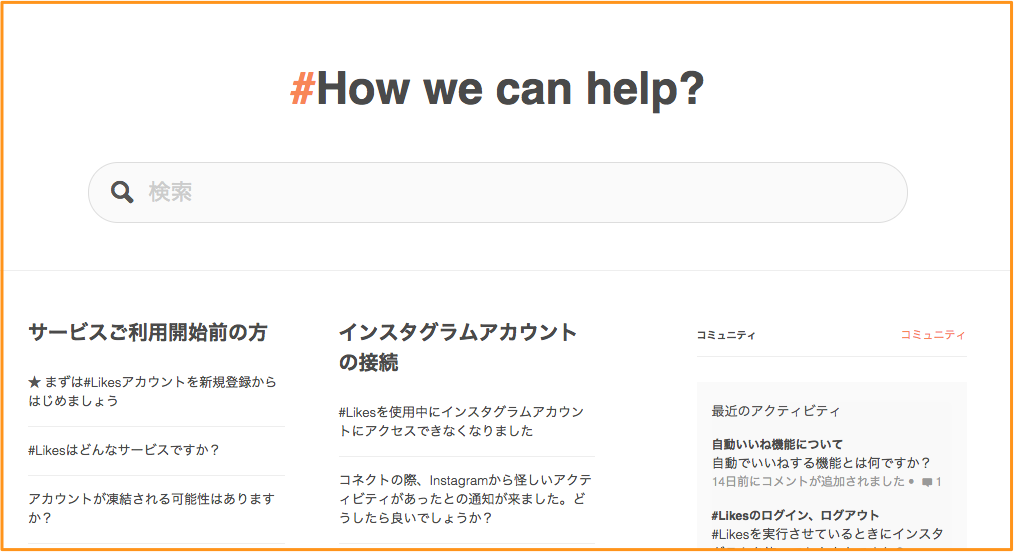 #How we can help?
検索
サービスご利用開始前の方
★ まずは#Likesアカウントを新規登録から
はじめましょう
#Likesはどんなサービスですか？
アカウントが凍結される可能性はあります
か？
インスタグラムアカウント
の接続
#Likesを使用中にインスタグラムアカウン
トにアクセスできなくなりました
コネクトの際、Instagramから怪しいアクテ
ィビティがあったとの通知が来ました。ど
うしたら良いでしょうか？
コミュニティ
コミュニティ
最近のアクティビティ
自動いいね機能について
自動でいいねする機能とは何ですか？
14日前にコメントが追加されました • 1
#Likesのログイン、ログアウト
#Likesを実行させているときにインスタ